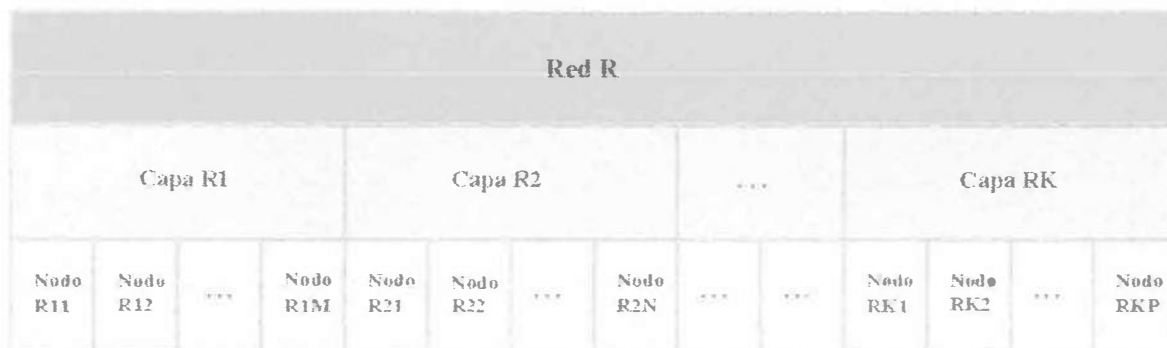 Red R
Capa R1 Capa R2 ... Capa RK
Nodo Nodo ... Nodo Nodo Nodo ... Nodo ... ... Nodo Nodo ... Nodo
R11 R12 R1M R21 R22 R2N RK1 RK2 RKP